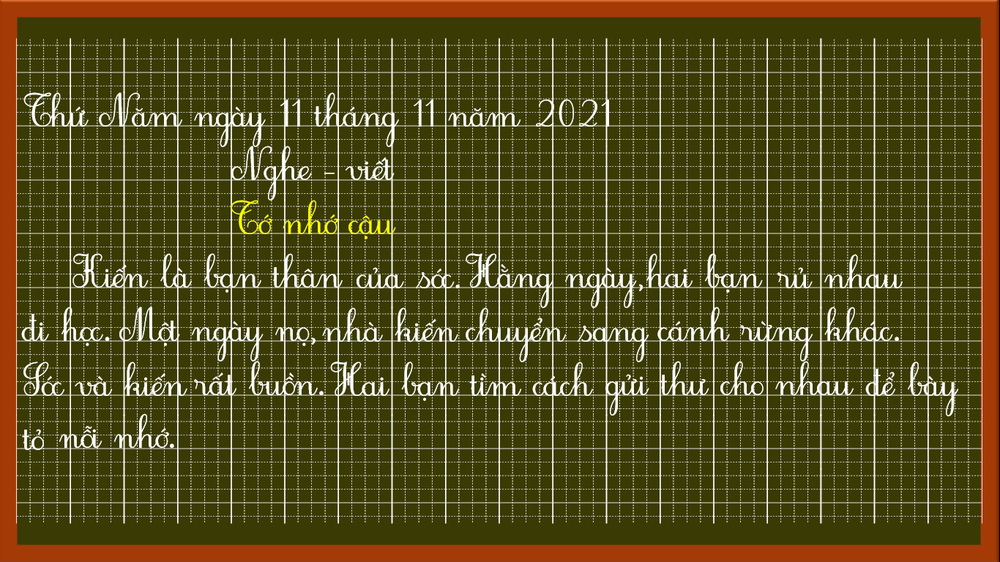 Thứ Năm ngày 11 tháng 11 năm 2021
Nghe - viết
Tớ nhớ cậu
Kiến là bạn thân của sóc. Hằng ngày, hai bạn rủ nhau
đi học. Một ngày nọ, nhà kiến chuyển sang cánh rừng khác.
Sóc và kiến rất buồn. Hai bạn tìm cách gửi thư cho nhau để bày
tỏ nỗi nhớ.